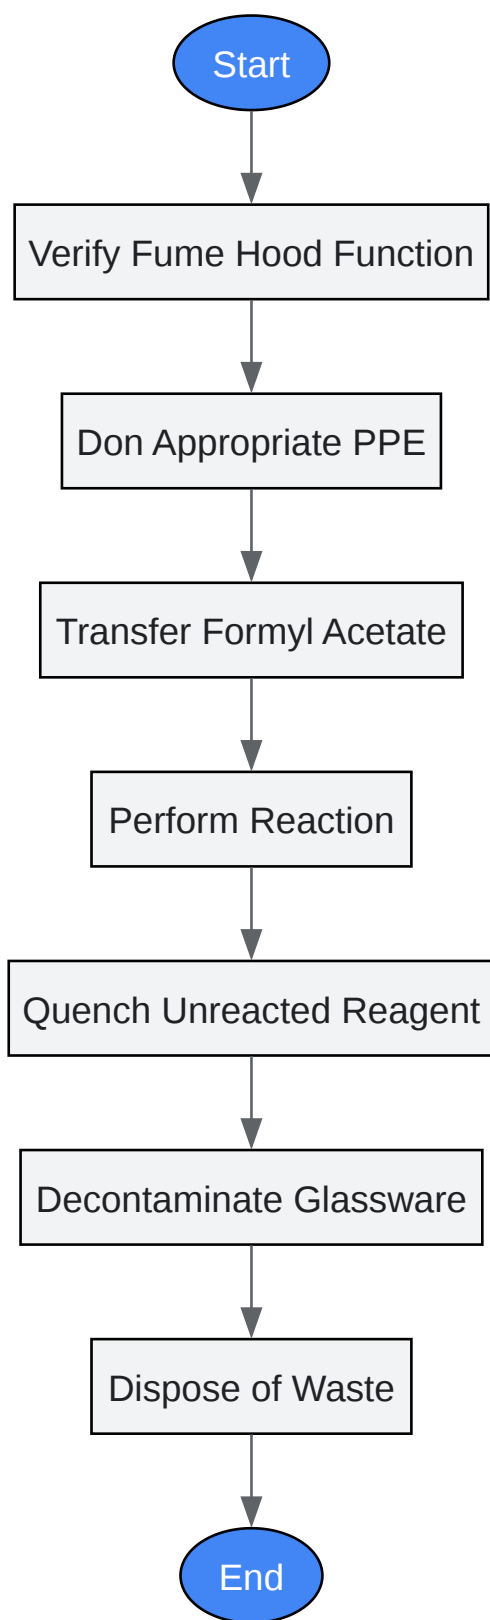 Start
Verify Fume Hood Function
Don Appropriate PPE
Transfer Formyl Acetate
Perform Reaction
Quench Unreacted Reagent
Decontaminate Glassware
Dispose of Waste
End